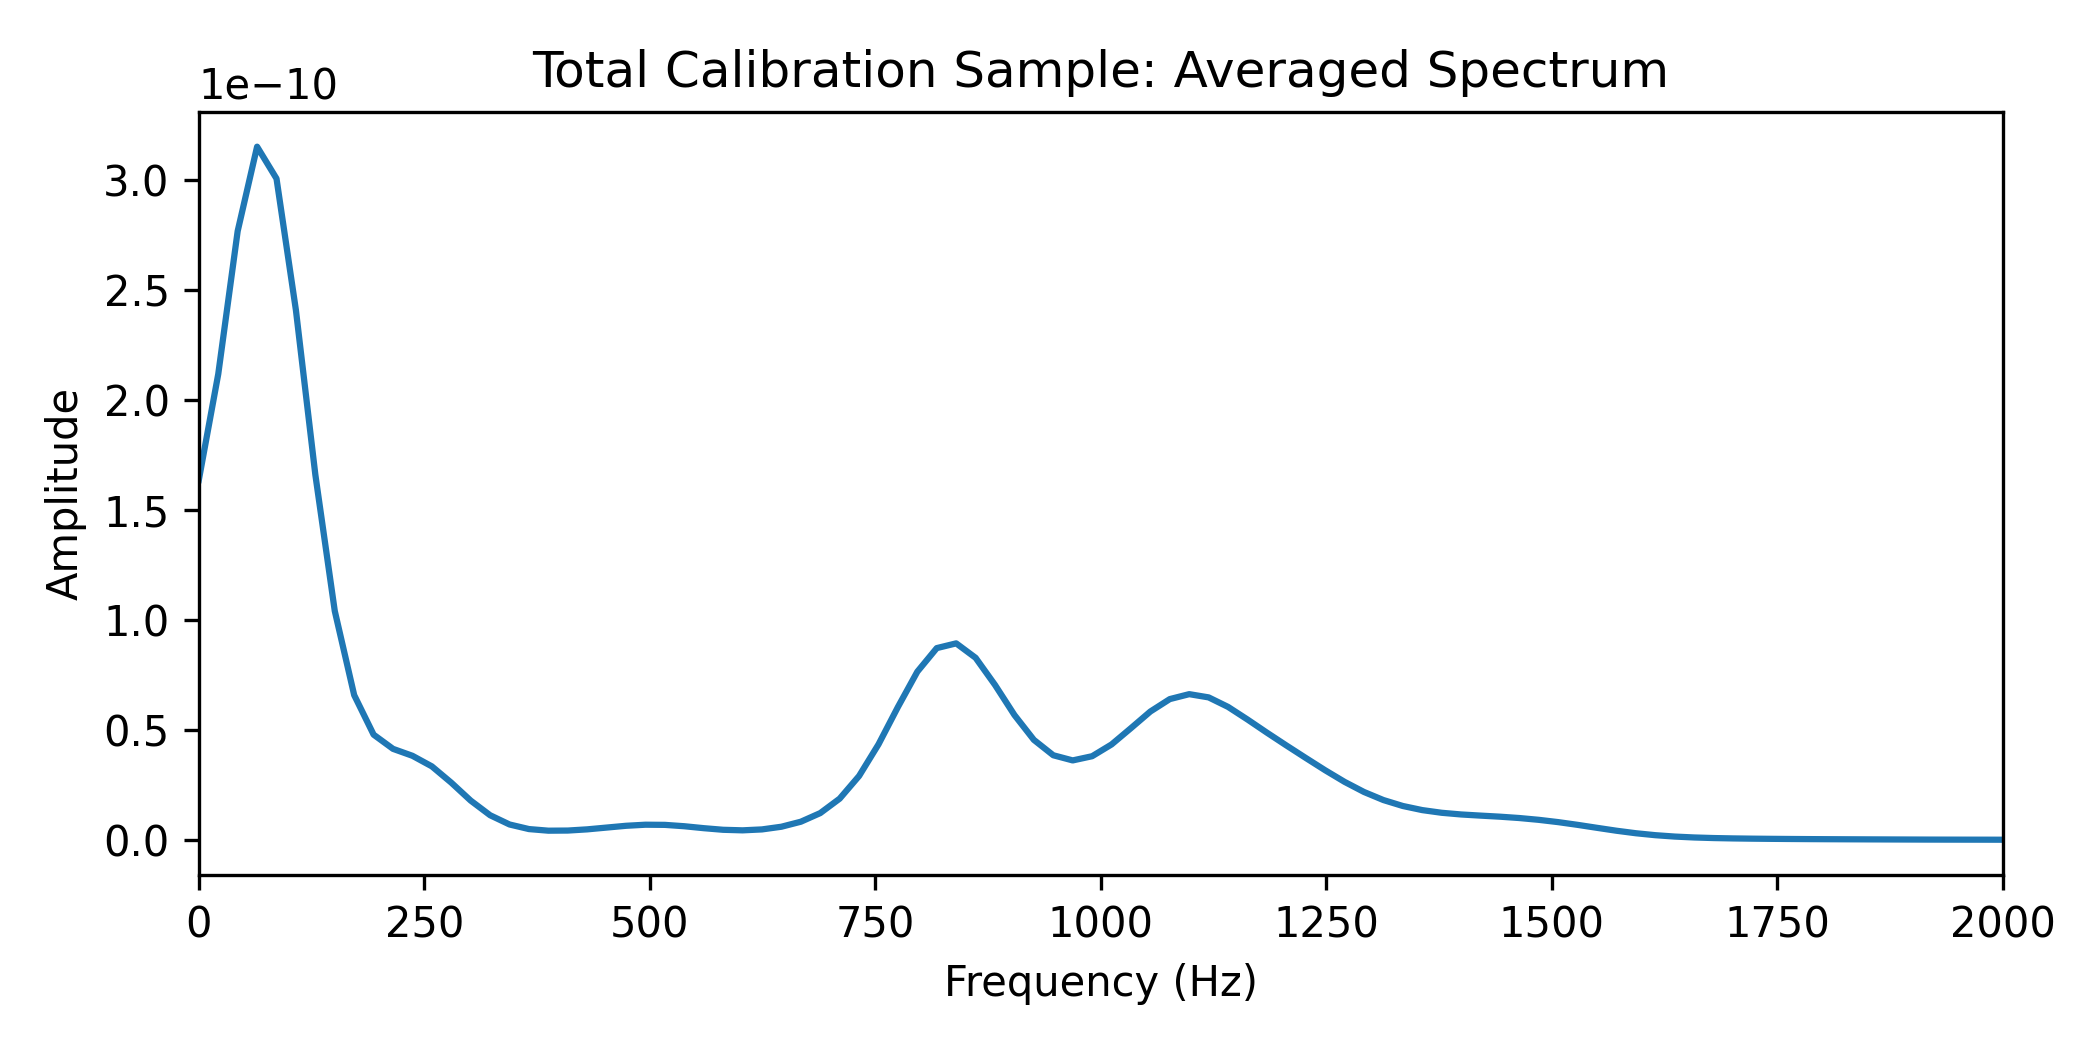 Total Calibration Sample: Averaged Spectrum
1e−10
3.0
2.5
2.0
1.5
1.0
0.5
0.0
Amplitude
0 250 500 750 1000 1250 1500 1750 2000
Frequency (Hz)